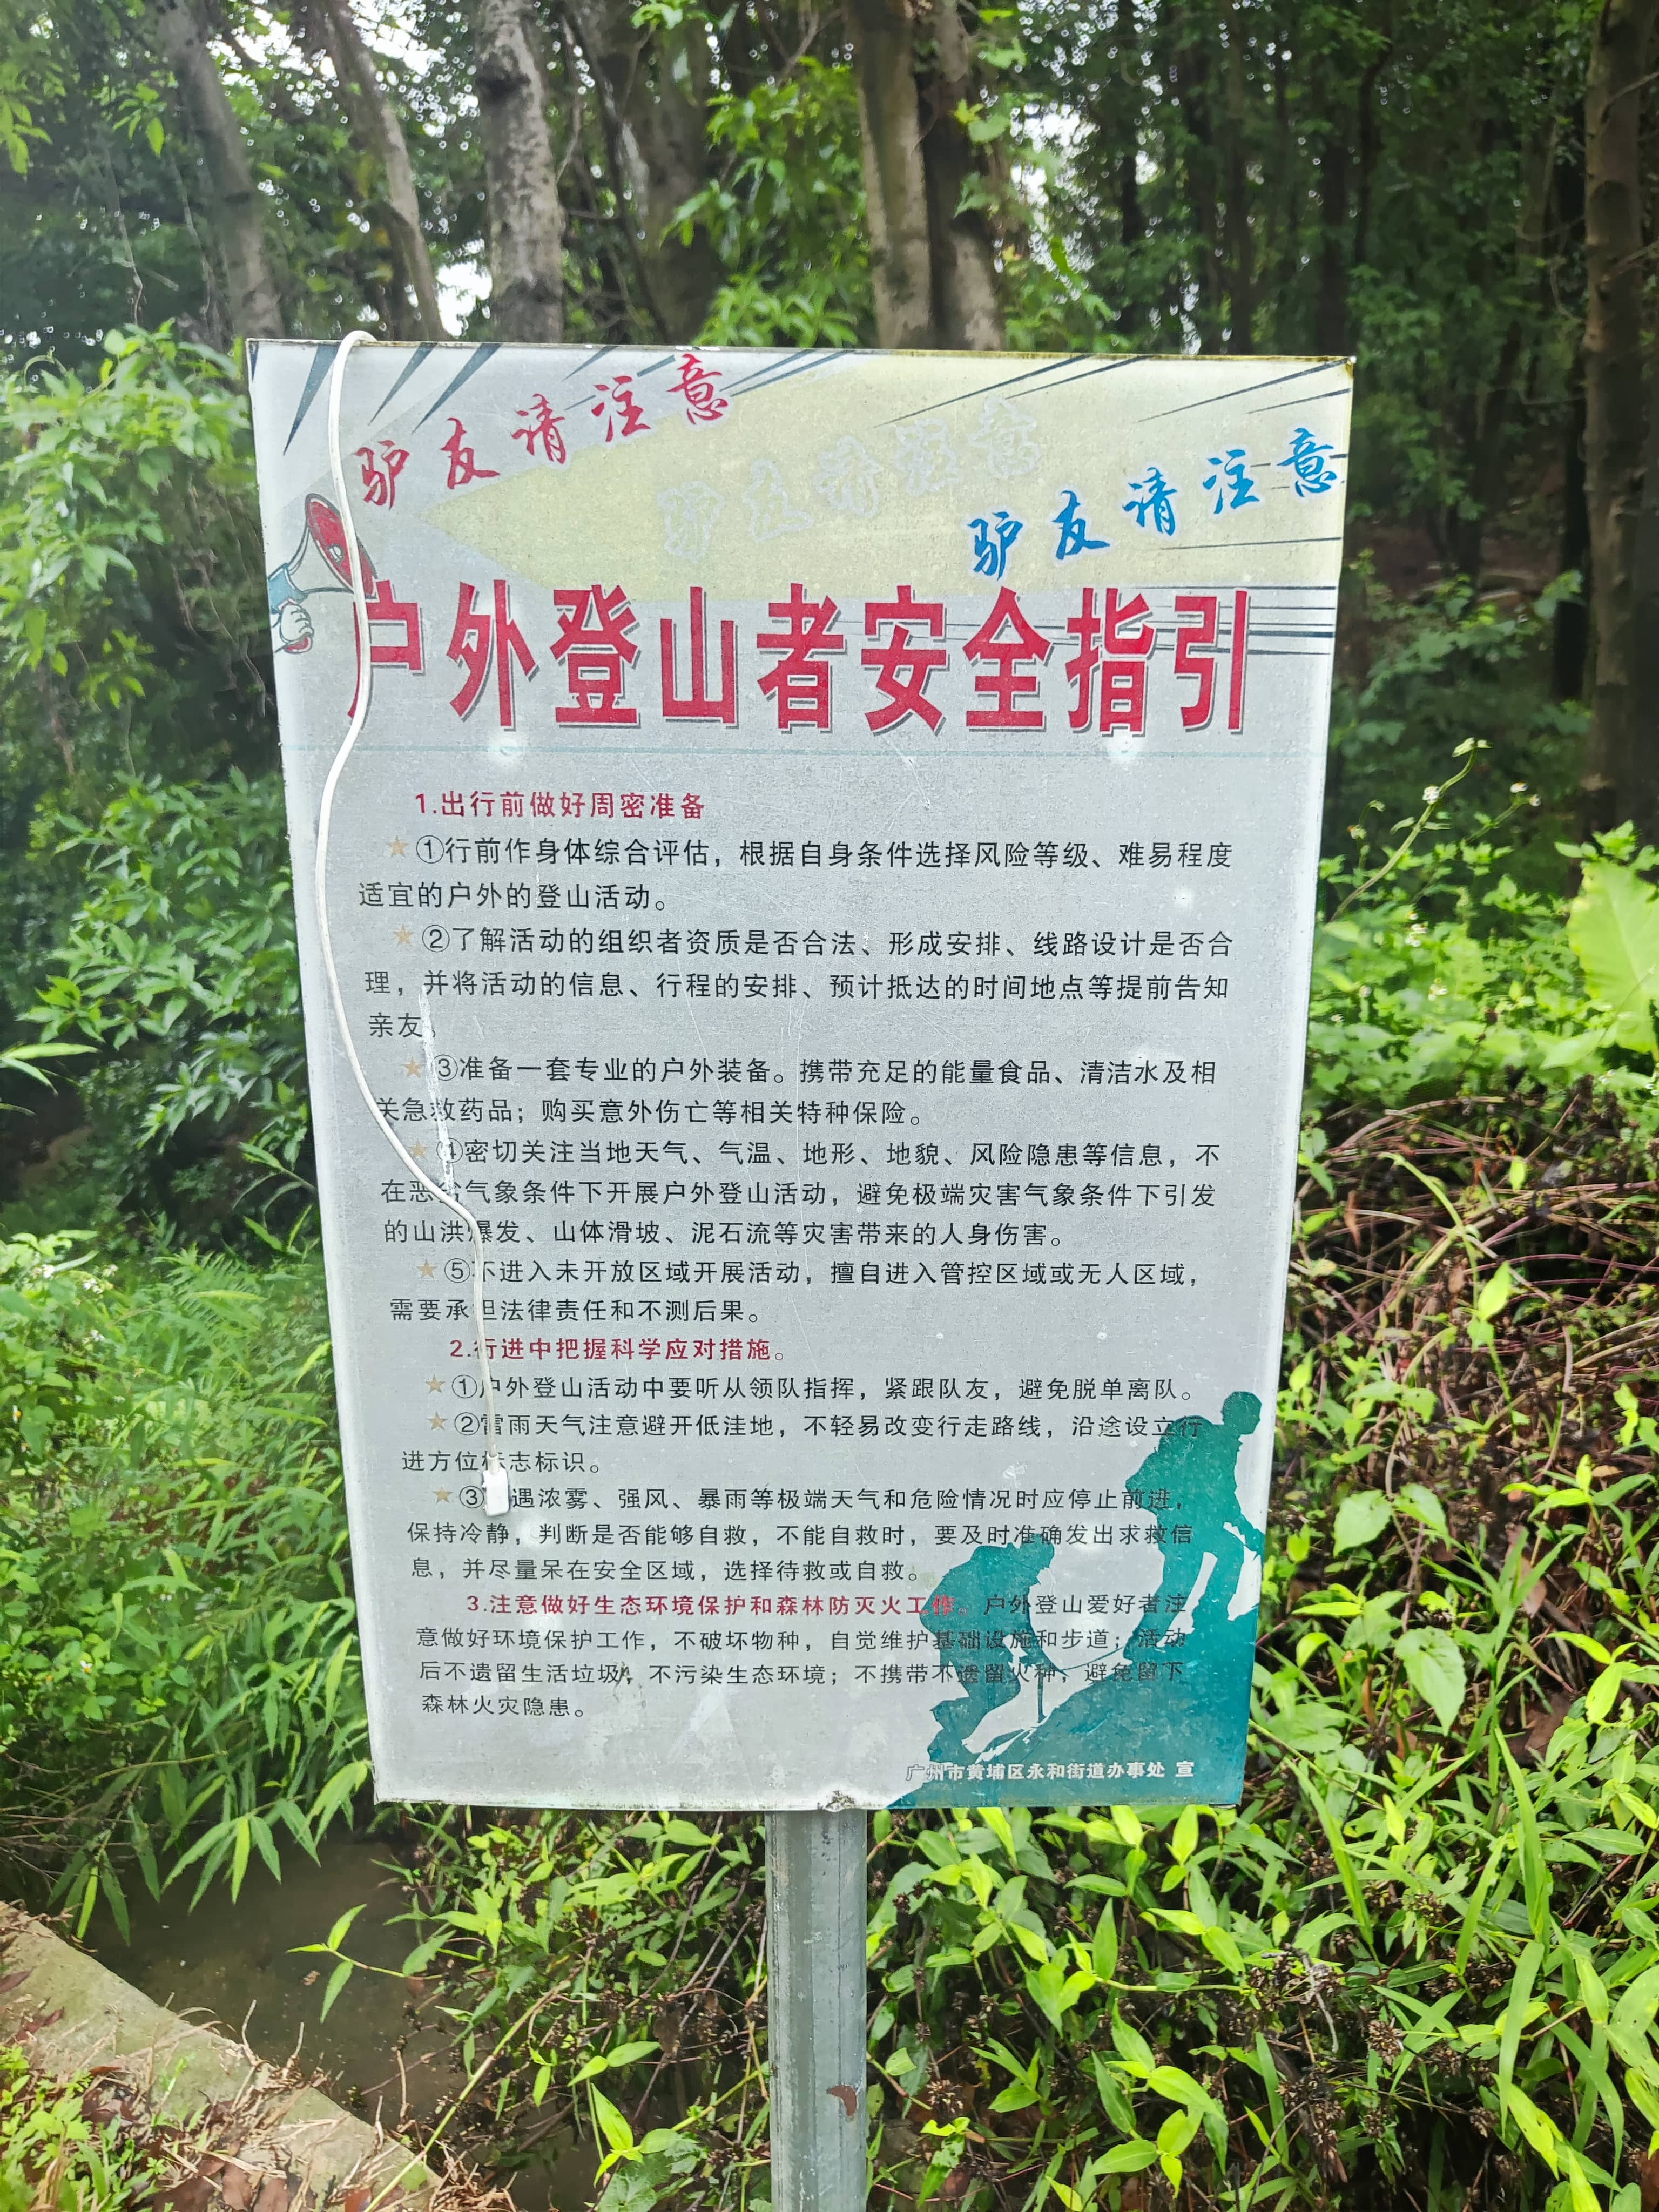 驴友请注意
驴友请注意
驴友请注意
户外登山者安全指引
1.出行前做好周密准备
★①行前作身体综合评估，根据自身条件选择风险等级、难易程度
适宜的户外的登山活动。
★②了解活动的组织者资质是否合法、形成安排、线路设计是否合
理，并将活动的信息、行程的安排、预计抵达的时间地点等提前告知
亲友。
★③准备一套专业的户外装备。携带充足的能量食品、清洁水及相
关急救药品；购买意外伤亡等相关特种保险。
★④密切关注当地天气、气温、地形、地貌、风险隐患等信息，不
在恶劣气象条件下开展户外登山活动，避免极端灾害气象条件下引发
的山洪爆发、山体滑坡、泥石流等灾害带来的人身伤害。
★⑤不进入未开放区域开展活动，擅自进入管控区域或无人区域，
需要承担法律责任和不测后果。
2.行进中把握科学应对措施。
★①户外登山活动中要听从领队指挥，紧跟队友，避免脱单离队。
★②雷雨天气注意避开低洼地，不轻易改变行走路线，沿途设立行
进方位标志标识。
★③遇浓雾、强风、暴雨等极端天气和危险情况时应停止前进，
保持冷静，判断是否能够自救，不能自救时，要及时准确发出求救信
息，并尽量呆在安全区域，选择待救或自救。
3.注意做好生态环境保护和森林防灭火工作。户外登山爱好者注
意做好环境保护工作，不破坏物种，自觉维护基础设施和步道；活动
后不遗留生活垃圾，不污染生态环境；不携带不遗留火种，避免留下
森林火灾隐患。
广州市黄埔区永和街道办事处 宣